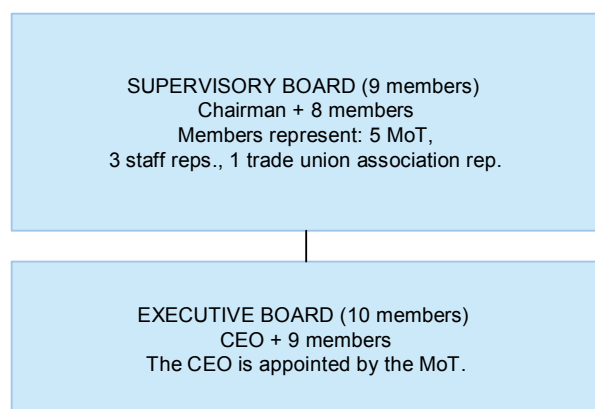 SUPERVISORY BOARD (9 members)
Chairman + 8 members
Members represent: 5 MoT,
3 staff reps., 1 trade union association rep.
EXECUTIVE BOARD (10 members)
CEO + 9 members
The CEO is appointed by the MoT.